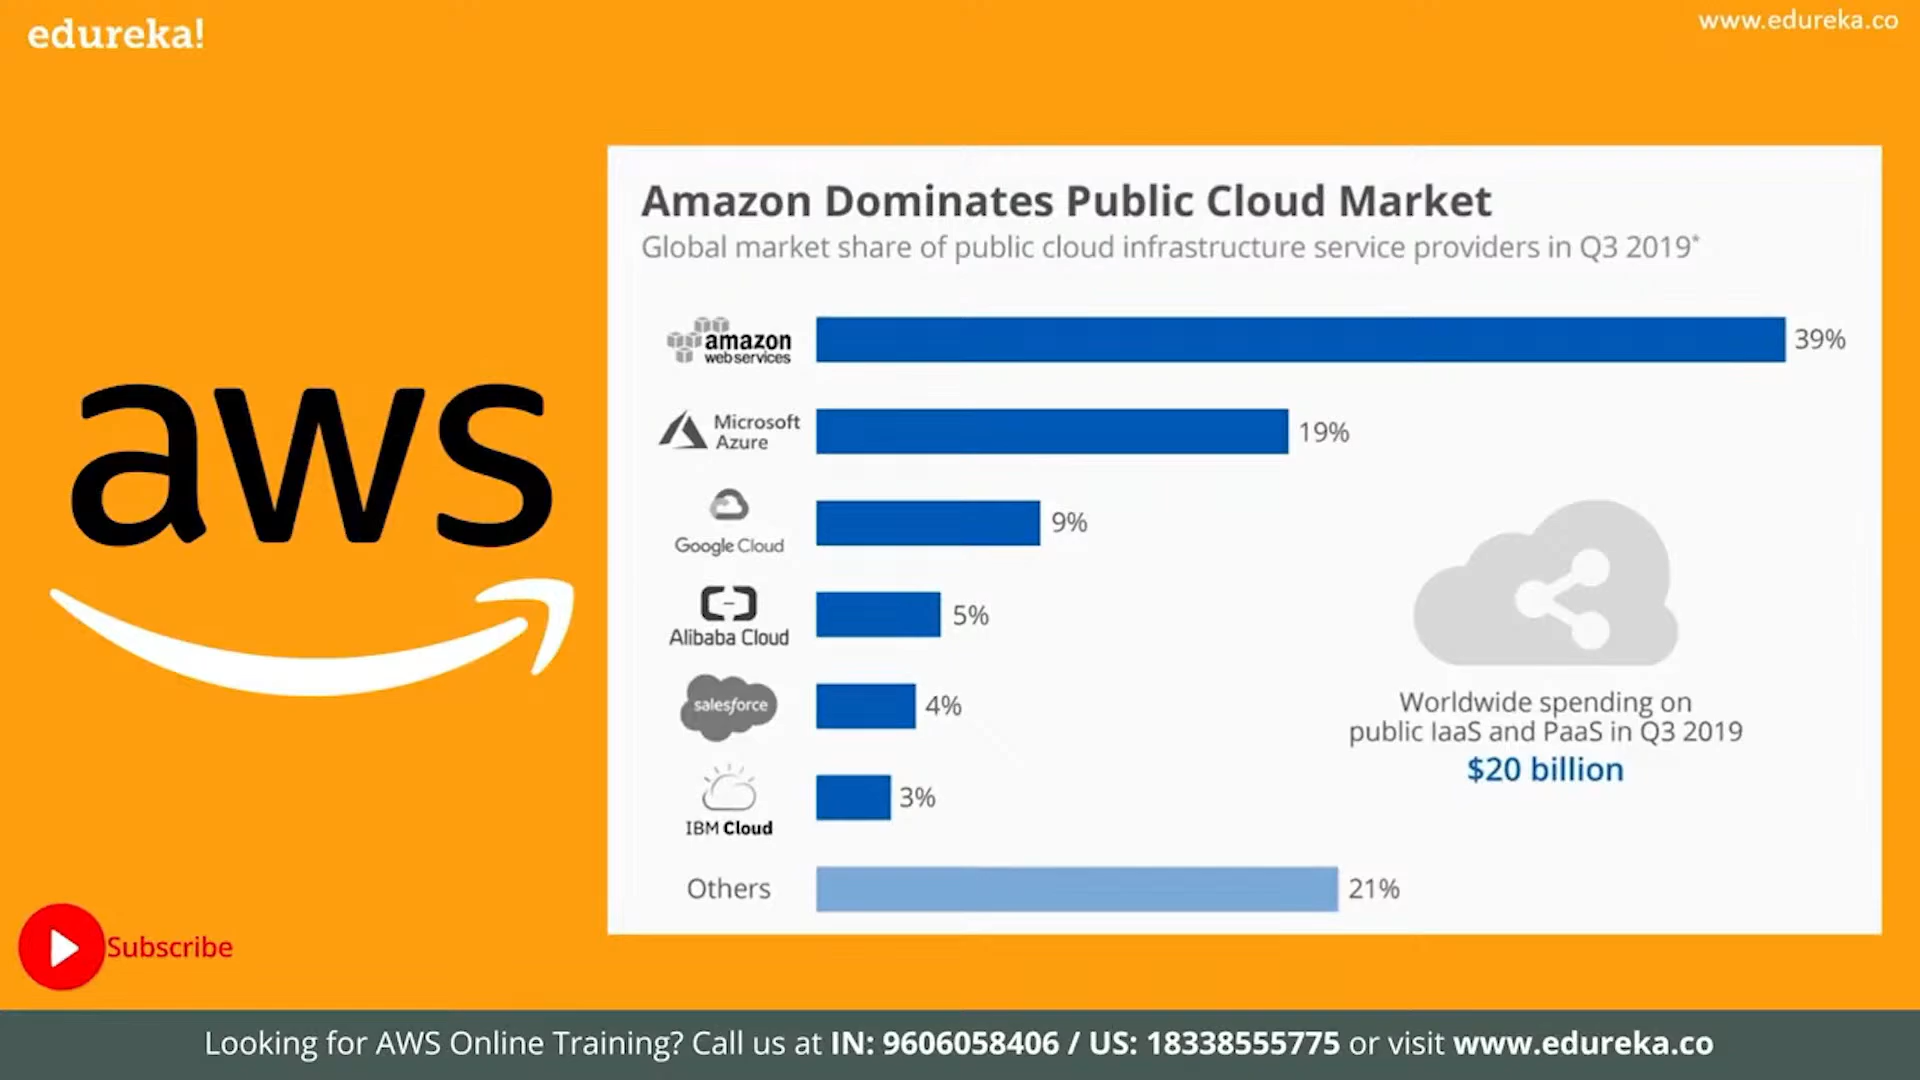 edureka!
www.edureka.co
aws
Amazon Dominates Public Cloud Market
Global market share of public cloud infrastructure service providers in Q3 2019*
amazon
webservices
39%
Microsoft
Azure
19%
Google Cloud
9%
Alibaba Cloud
5%
salesforce
4%
IBM Cloud
3%
Others
21%
Worldwide spending on
public IaaS and PaaS in Q3 2019
$20 billion
Subscribe
Looking for AWS Online Training? Call us at IN: 9606058406 / US: 18338555775 or visit www.edureka.co